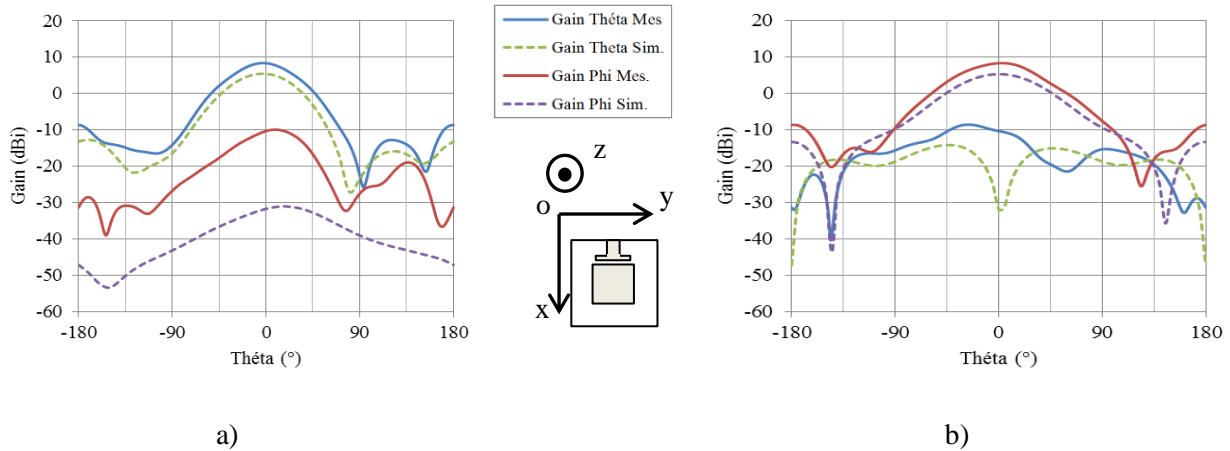 20
10
0
-10
-20
-30
-40
-50
-60
-180 -90 0 90 180
Gain (dBi)
Théta (°)
a)
Gain Théta Mes
Gain Theta Sim.
Gain Phi Mes.
Gain Phi Sim.
z
o
y
x
20
10
0
-10
-20
-30
-40
-50
-60
-180 -90 0 90 180
Gain (dBi)
Théta (°)
b)